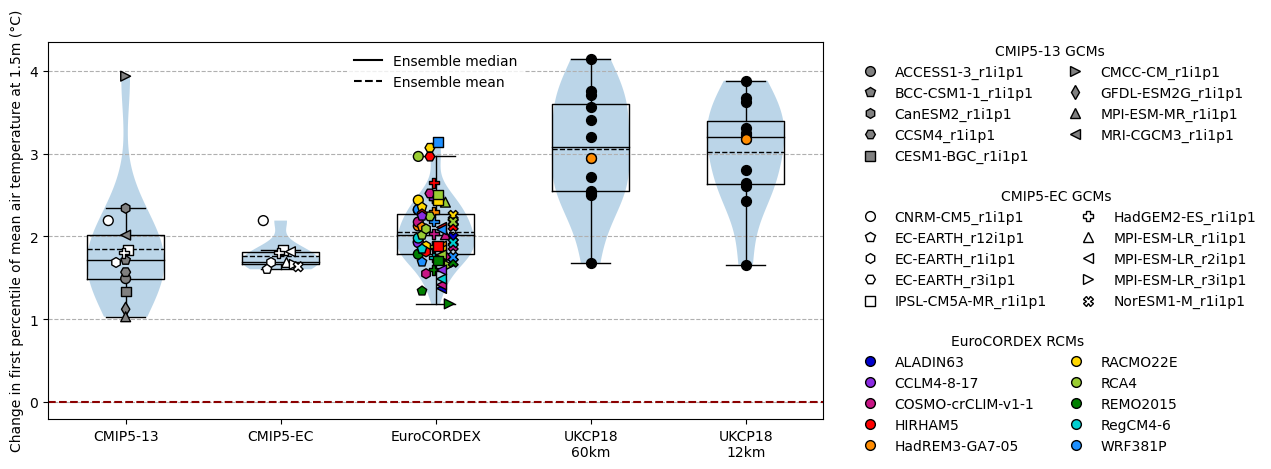 Change in first percentile of mean air temperature at 1.5m (°C)
4
3
2
1
0
Ensemble median
Ensemble mean
CMIP5-13
CMIP5-EC
EuroCORDEX
UKCP18
60km
UKCP18
12km
CMIP5-13 GCMs
ACCESS1-3_r1i1p1
BCC-CSM1-1_r1i1p1
CanESM2_r1i1p1
CCSM4_r1i1p1
CESM1-BGC_r1i1p1
CMCC-CM_r1i1p1
GFDL-ESM2G_r1i1p1
MPI-ESM-MR_r1i1p1
MRI-CGCM3_r1i1p1
CMIP5-EC GCMs
CNRM-CM5_r1i1p1
EC-EARTH_r12i1p1
EC-EARTH_r1i1p1
EC-EARTH_r3i1p1
IPSL-CM5A-MR_r1i1p1
HadGEM2-ES_r1i1p1
MPI-ESM-LR_r1i1p1
MPI-ESM-LR_r2i1p1
MPI-ESM-LR_r3i1p1
NorESM1-M_r1i1p1
EuroCORDEX RCMs
ALADIN63
CCLM4-8-17
COSMO-crCLIM-v1-1
HIRHAM5
HadREM3-GA7-05
RACMO22E
RCA4
REMO2015
RegCM4-6
WRF381P